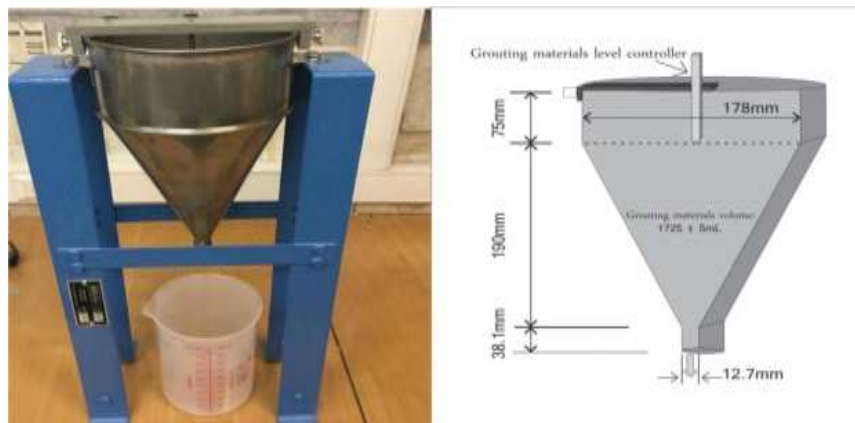 Grouting materials level controller
75mm
178mm
190mm
Grouting materials volume:
1725 ± 5mL
38.1mm
12.7mm